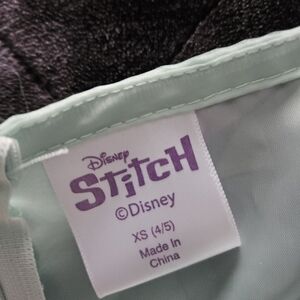 Disney
STitCH
©Disney
XS (4/5)
Made In
China